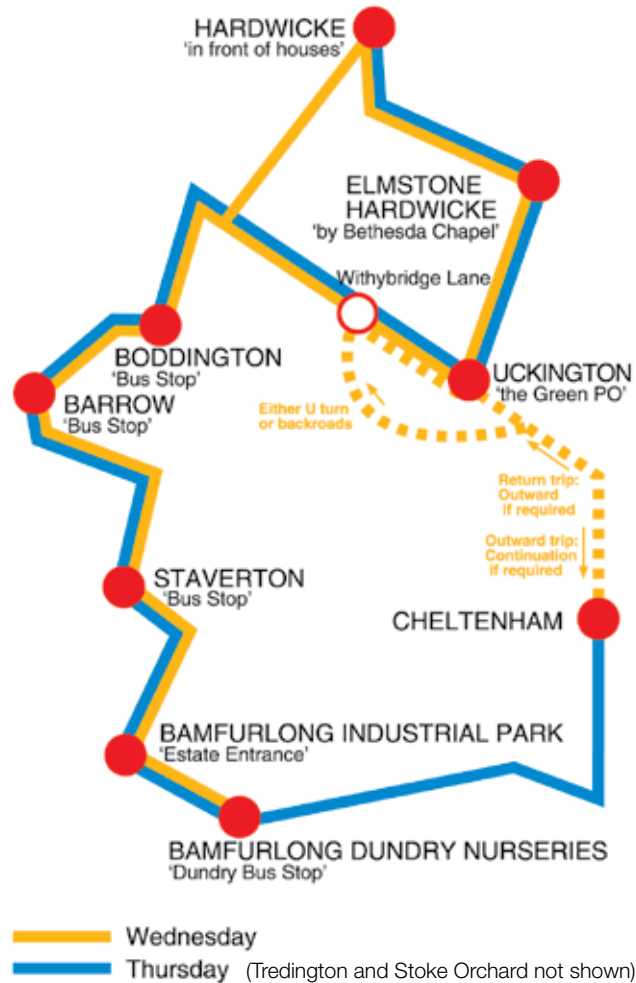 HARDWICKE
'in front of houses'
ELMSTONE
HARDWICKE
'by Bethesda Chapel'
Withybridge Lane
BODDINGTON
'Bus Stop'
UCKINGTON
'the Green PO'
BARROW
'Bus Stop'
Either U turn
or backroads
Return trip:
Outward
if required
Outward trip:
Continuation
if required
STAVERTON
'Bus Stop'
CHELTENHAM
BAMFURLONG INDUSTRIAL PARK
'Estate Entrance'
BAMFURLONG DUNDRY NURSERIES
'Dundry Bus Stop'
Wednesday
Thursday (Tredington and Stoke Orchard not shown)